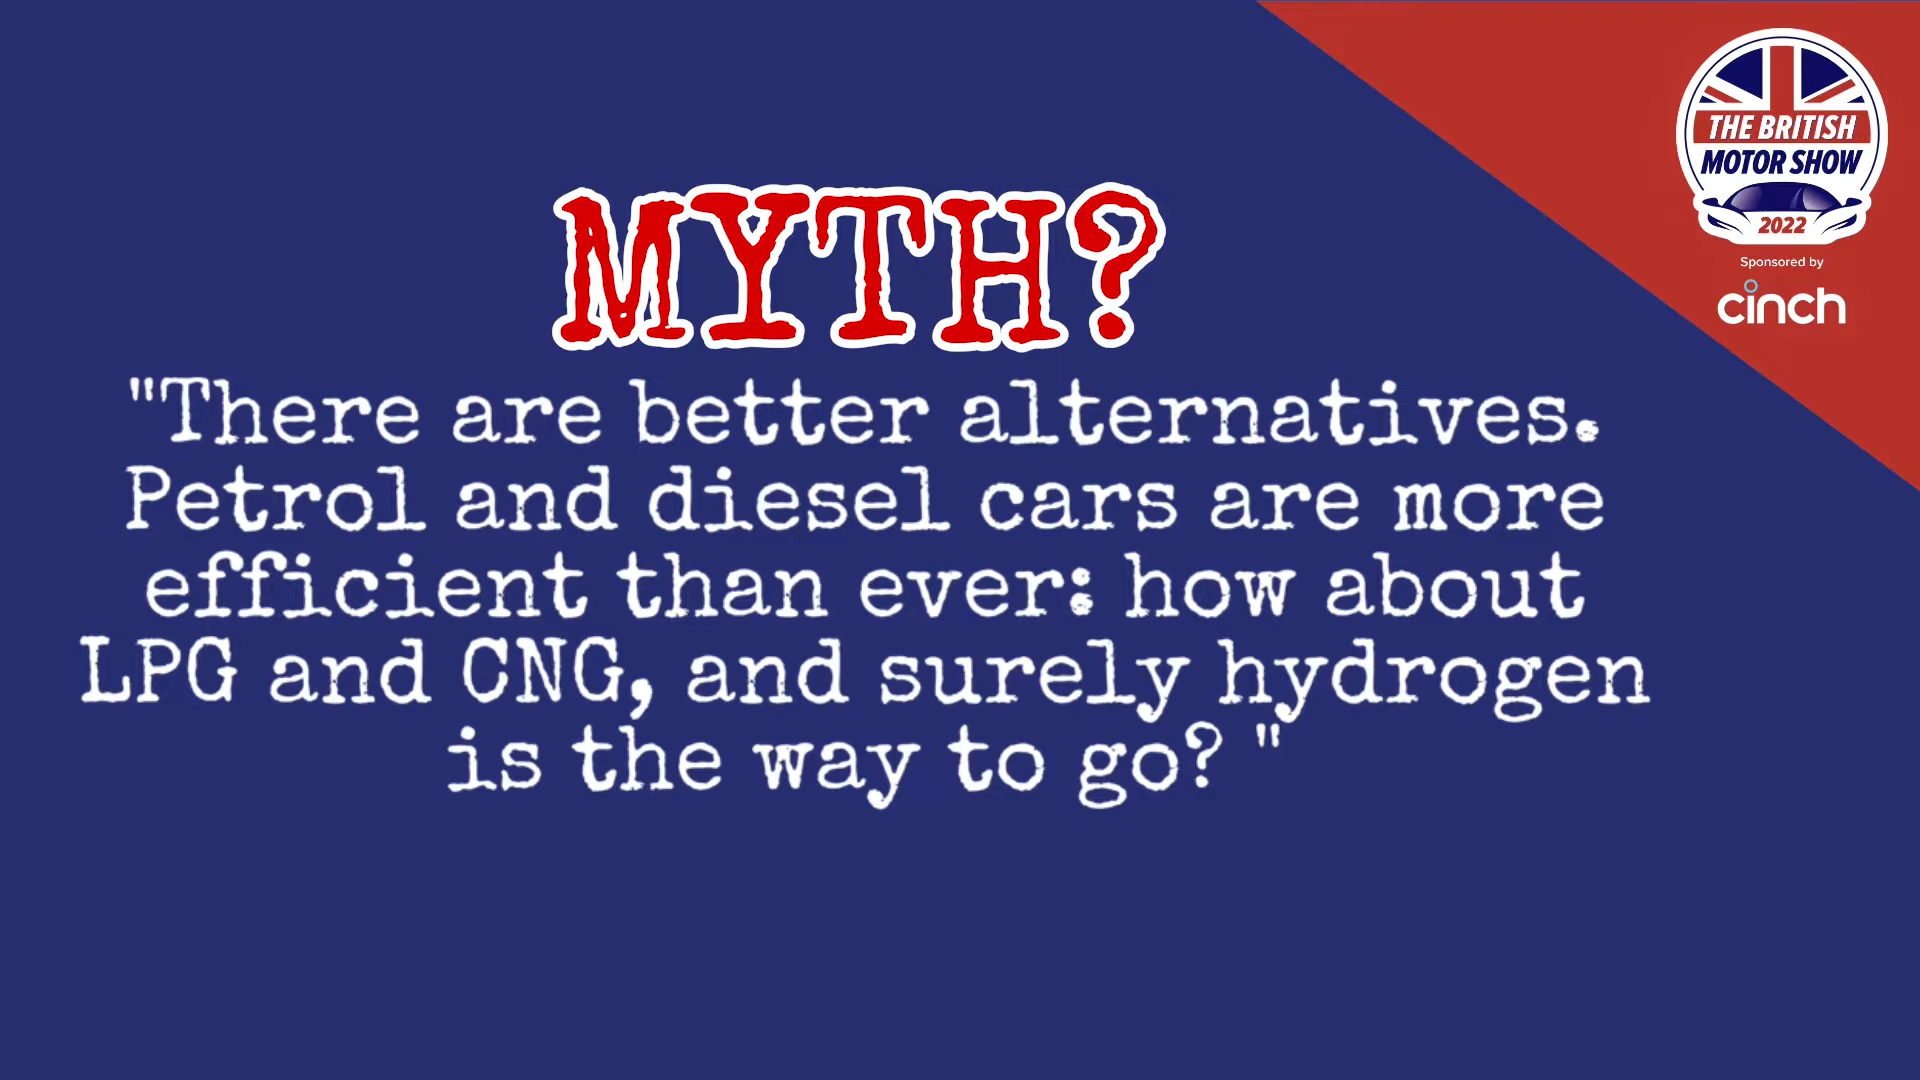 THE BRITISH
MOTOR SHOW
2022
Sponsored by
cinch
MYTH?
"There are better alternatives.
Petrol and diesel cars are more
efficient than ever: how about
LPG and CNG, and surely hydrogen
is the way to go? "